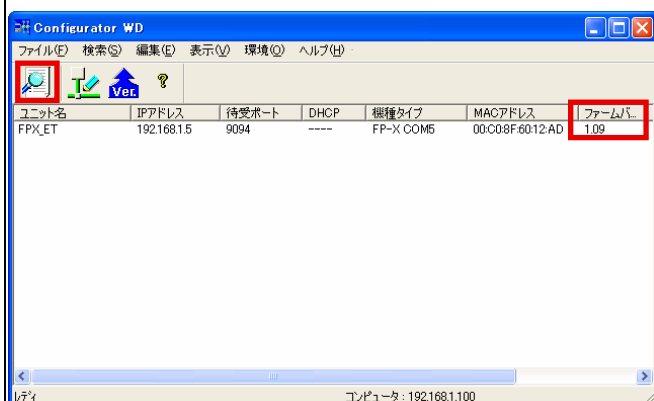 Configurator WD
ファイル(F) 検索(S) 編集(E) 表示(V) 環境(O) ヘルプ(H)
Ver. ?
ユニット名 IPアドレス 待受ポート DHCP 機種タイプ MACアドレス ファームバ...
FPX_ET 192.168.1.5 9094 ---- FP-X COM5 00:C0:8F:60:12:AD 1.09
レディ コンピュータ : 192.168.1.100